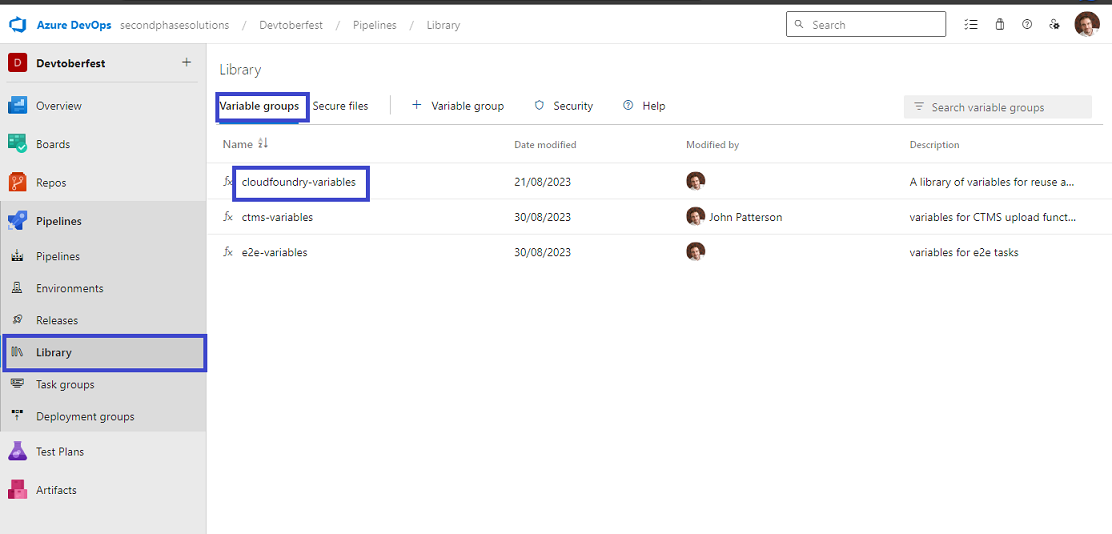 Azure DevOps secondphasesolutions / Devtoberfest / Pipelines / Library
Search
D Devtoberfest +
Overview
Boards
Repos
Pipelines
Pipelines
Environments
Releases
Library
Task groups
Deployment groups
Test Plans
Artifacts
Library
Variable groups Secure files + Variable group Security ? Help
Search variable groups
Name Date modified Modified by Description
fx cloudfoundry-variables 21/08/2023 A library of variables for reuse a...
fx ctms-variables 30/08/2023 John Patterson variables for CTMS upload funct...
fx e2e-variables 30/08/2023 variables for e2e tasks